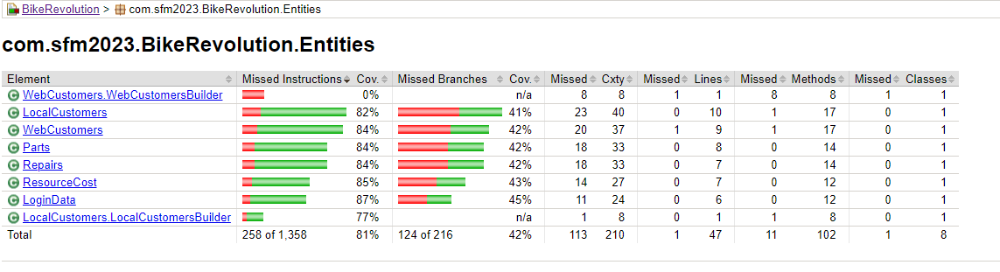 BikeRevolution > com.sfm2023.BikeRevolution.Entities
com.sfm2023.BikeRevolution.Entities
Element Missed Instructions Cov. Missed Branches Cov. Missed Cxty Missed Lines Missed Methods Missed Classes
WebCustomers.WebCustomersBuilder 0% n/a 8 8 1 1 8 8 1 1
LocalCustomers 82% 41% 23 40 0 10 1 17 0 1
WebCustomers 84% 42% 20 37 1 9 1 17 0 1
Parts 84% 42% 18 33 0 8 0 14 0 1
Repairs 84% 42% 18 33 0 7 0 14 0 1
ResourceCost 85% 43% 14 27 0 7 0 12 0 1
LoginData 87% 45% 11 24 0 6 0 12 0 1
LocalCustomers.LocalCustomersBuilder 77% n/a 1 8 0 1 1 8 0 1
Total 258 of 1,358 81% 124 of 216 42% 113 210 1 47 11 102 1 8